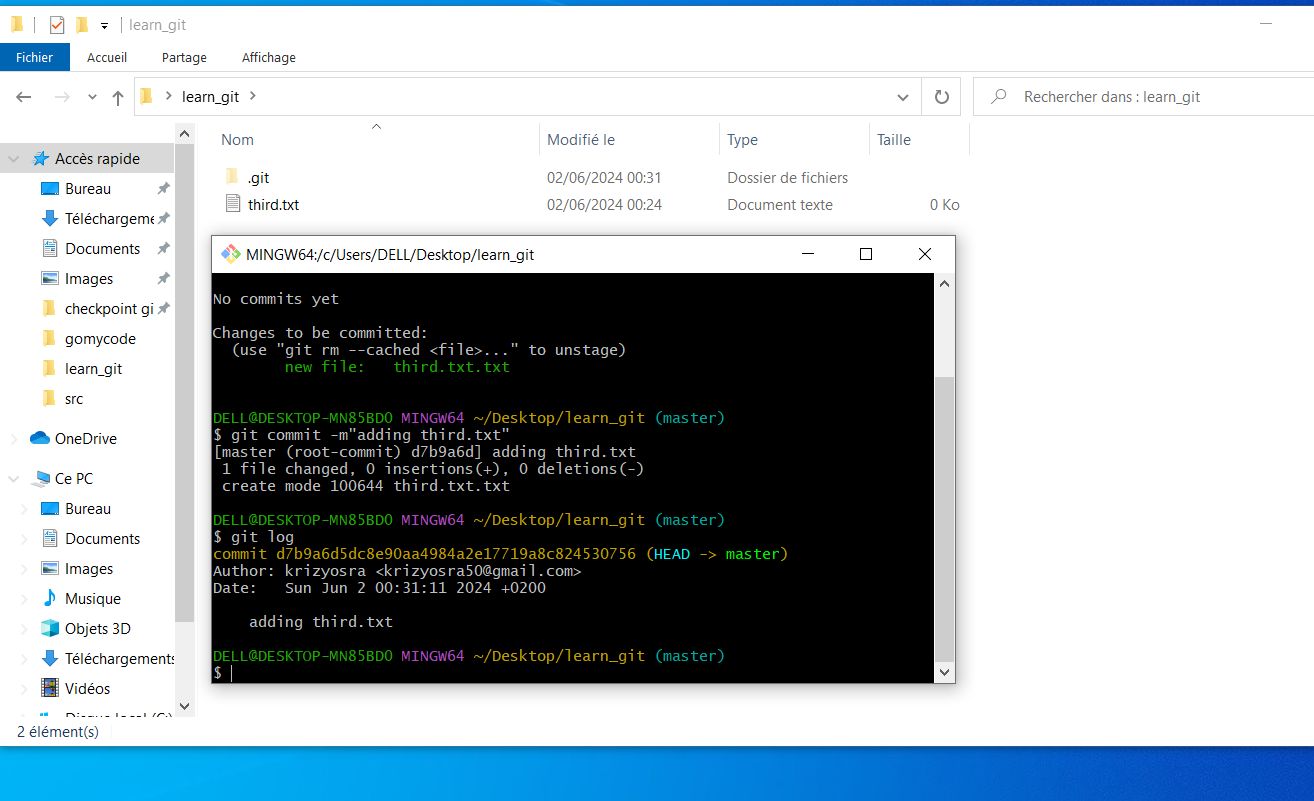 learn_git
Fichier Accueil Partage Affichage
learn_git
Rechercher dans : learn_git
Nom Modifié le Type Taille
.git 02/06/2024 00:31 Dossier de fichiers
third.txt 02/06/2024 00:24 Document texte 0 Ko
Accès rapide
Bureau
Téléchargeme
Documents
Images
checkpoint gi
gomycode
learn_git
src
OneDrive
Ce PC
Bureau
Documents
Images
Musique
Objets 3D
Téléchargements
Vidéos
Disque local (C:)
2 élément(s)
MINGW64:/c/Users/DELL/Desktop/learn_git
No commits yet
Changes to be committed:
(use "git rm --cached <file>..." to unstage)
new file: third.txt.txt
DELL@DESKTOP-MN85BD0 MINGW64 ~/Desktop/learn_git (master)
$ git commit -m"adding third.txt"
[master (root-commit) d7b9a6d] adding third.txt
1 file changed, 0 insertions(+), 0 deletions(-)
create mode 100644 third.txt.txt
DELL@DESKTOP-MN85BD0 MINGW64 ~/Desktop/learn_git (master)
$ git log
commit d7b9a6d5dc8e90aa4984a2e17719a8c824530756 (HEAD -> master)
Author: krizyosra <krizyosra50@gmail.com>
Date: Sun Jun 2 00:31:11 2024 +0200
adding third.txt
DELL@DESKTOP-MN85BD0 MINGW64 ~/Desktop/learn_git (master)
$